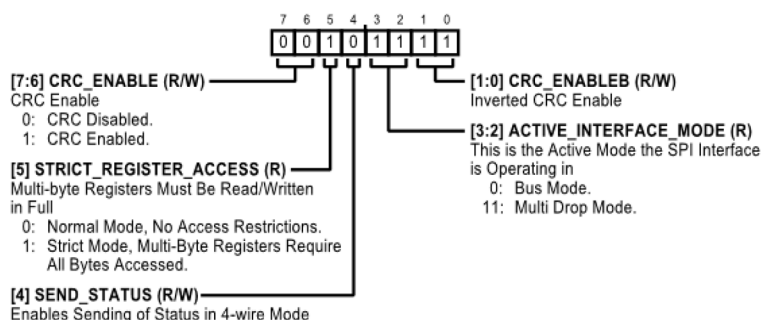 7 6 5 4 3 2 1 0
0 0 1 0 1 1 1 1
[7:6] CRC_ENABLE (R/W)
CRC Enable
0: CRC Disabled.
1: CRC Enabled.
[5] STRICT_REGISTER_ACCESS (R)
Multi-byte Registers Must Be Read/Written
in Full
0: Normal Mode, No Access Restrictions.
1: Strict Mode, Multi-Byte Registers Require
All Bytes Accessed.
[4] SEND_STATUS (R/W)
Enables Sending of Status in 4-wire Mode
[1:0] CRC_ENABLEB (R/W)
Inverted CRC Enable
[3:2] ACTIVE_INTERFACE_MODE (R)
This is the Active Mode the SPI Interface
is Operating in
0: Bus Mode.
11: Multi Drop Mode.